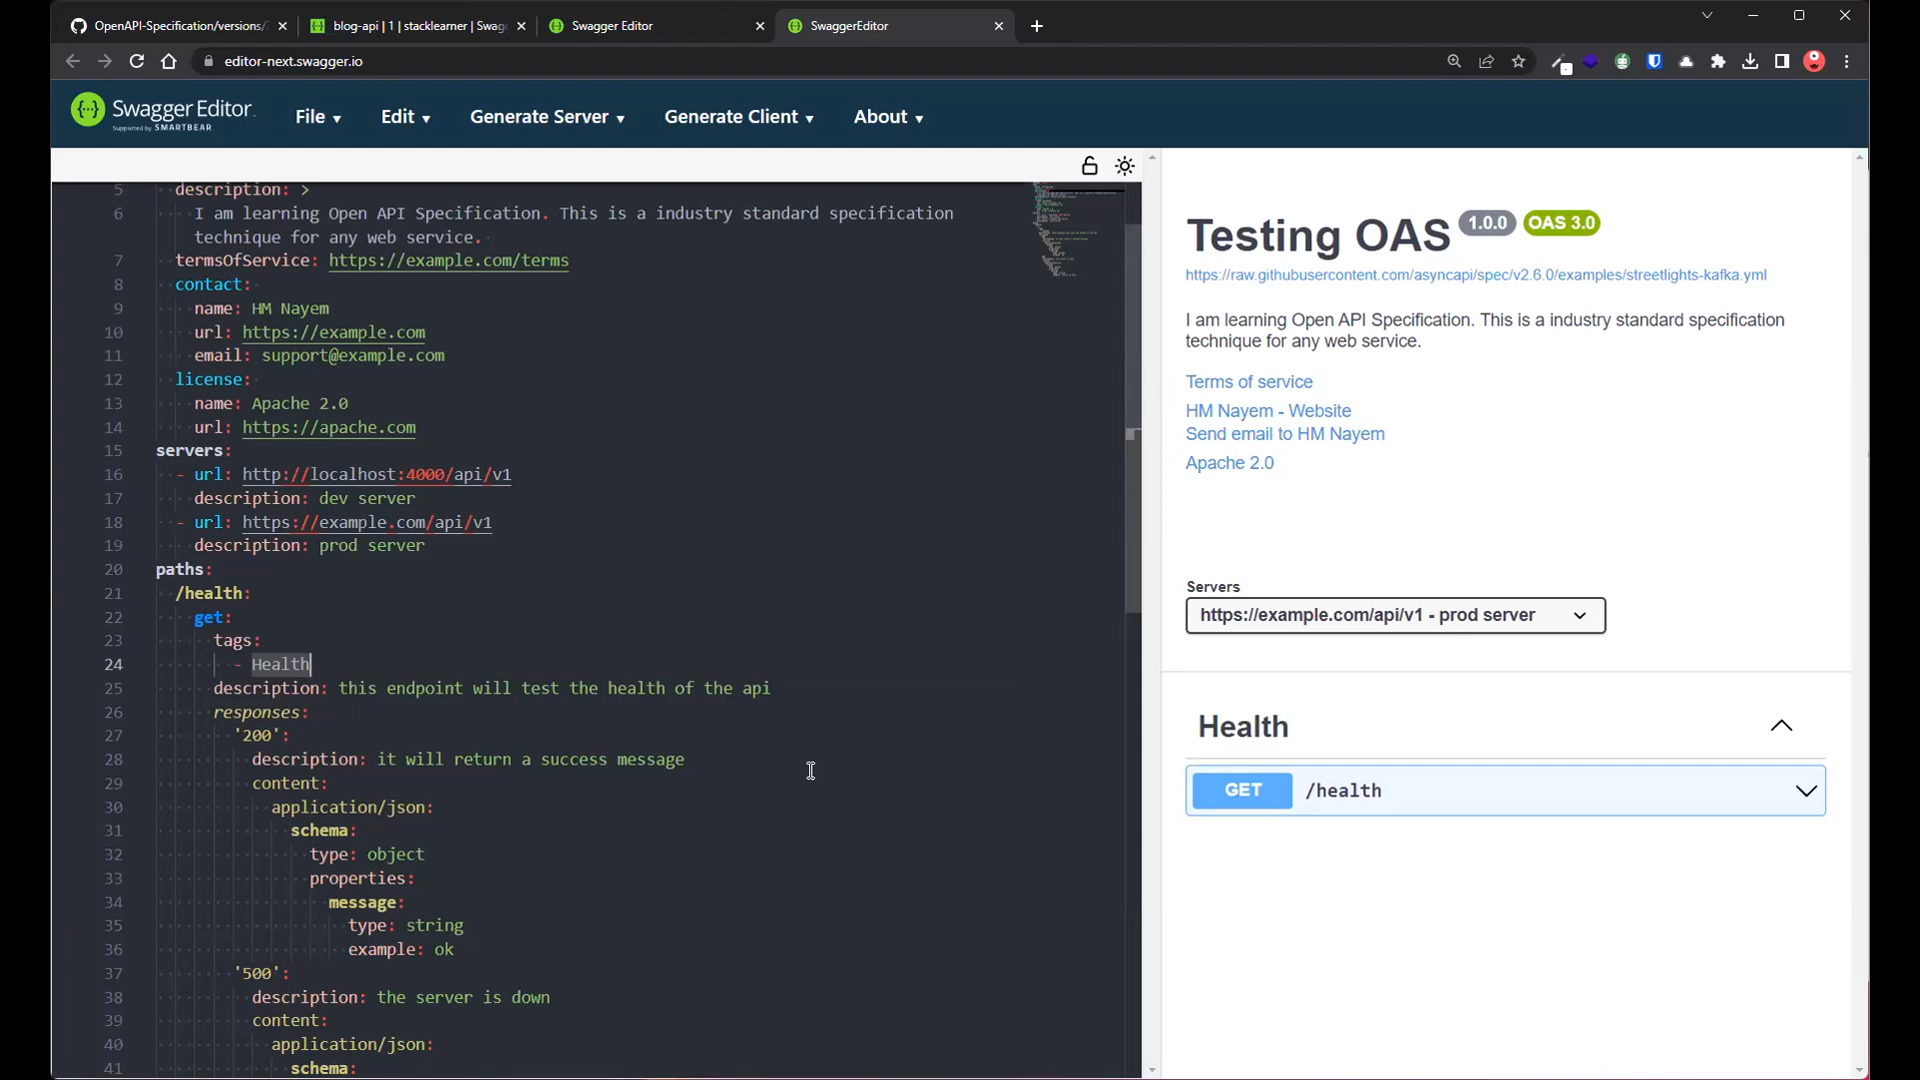 OpenAPI-Specification/versions/
blog-api | 1 | stacklearner | Swag
Swagger Editor
SwaggerEditor
editor-next.swagger.io
Swagger Editor
Supported by SMARTBEAR
File
Edit
Generate Server
Generate Client
About
5 description: >
6 I am learning Open API Specification. This is a industry standard specification
technique for any web service.
7 termsOfService: https://example.com/terms
8 contact:
9 name: HM Nayem
10 url: https://example.com
11 email: support@example.com
12 license:
13 name: Apache 2.0
14 url: https://apache.com
15 servers:
16 - url: http://localhost:4000/api/v1
17 description: dev server
18 - url: https://example.com/api/v1
19 description: prod server
20 paths:
21 /health:
22 get:
23 tags:
24 - Health
25 description: this endpoint will test the health of the api
26 responses:
27 '200':
28 description: it will return a success message
29 content:
30 application/json:
31 schema:
32 type: object
33 properties:
34 message:
35 type: string
36 example: ok
37 '500':
38 description: the server is down
39 content:
40 application/json:
41 schema:
Testing OAS 1.0.0 OAS 3.0
https://raw.githubusercontent.com/asyncapi/spec/v2.6.0/examples/streetlights-kafka.yml
I am learning Open API Specification. This is a industry standard specification
technique for any web service.
Terms of service
HM Nayem - Website
Send email to HM Nayem
Apache 2.0
Servers
https://example.com/api/v1 - prod server
Health
GET /health